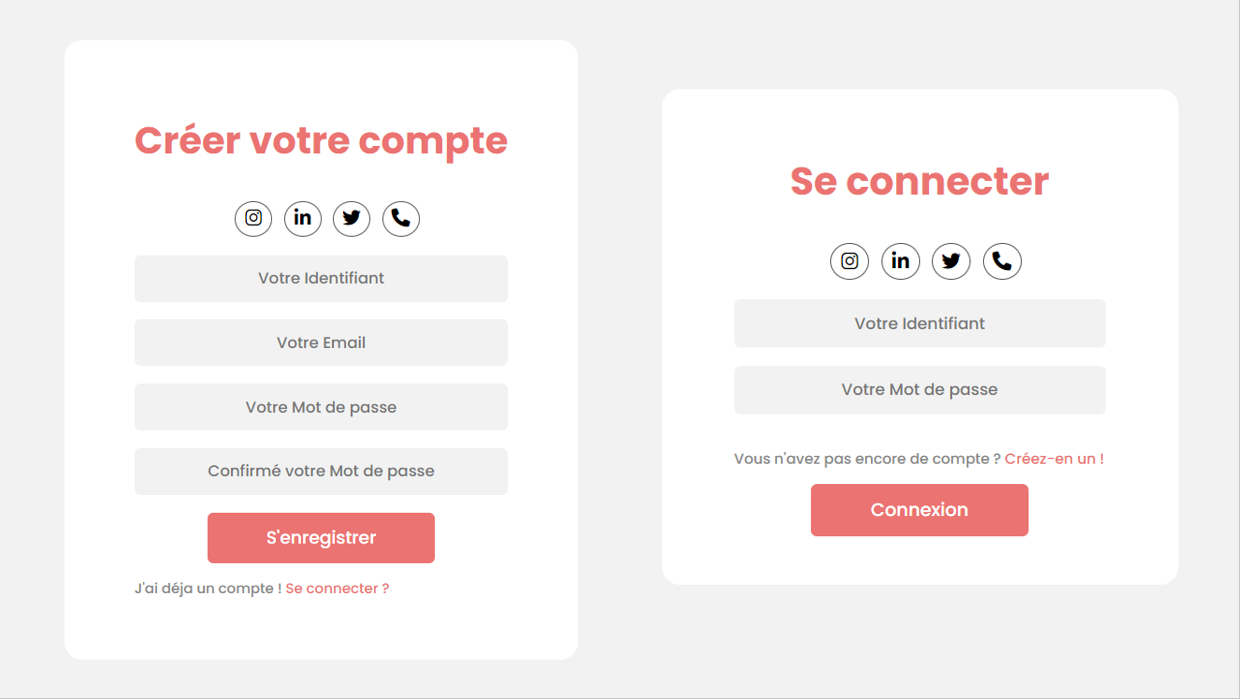 Créer votre compte
Votre Identifiant
Votre Email
Votre Mot de passe
Confirmé votre Mot de passe
S'enregistrer
J'ai déja un compte ! Se connecter ?
Se connecter
Votre Identifiant
Votre Mot de passe
Vous n'avez pas encore de compte ? Créez-en un !
Connexion